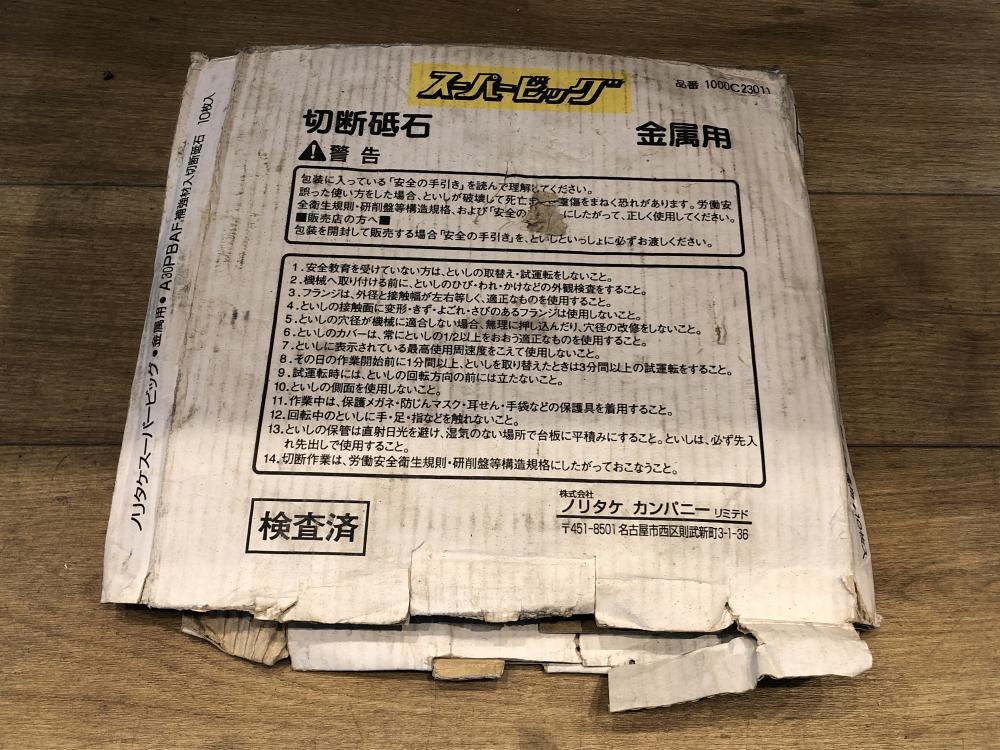 スーパービッグ
品番 1000C23011
切断砥石
金属用
警告
包装に入っている「安全の手引き」を読んで理解してください。
誤った使い方をした場合、といしが破壊して死亡 重傷をまねく恐れがあります。労働安
全衛生規則・研削盤等構造規格、および「安全の にしたがって、正しく使用してください。
■販売店の方へ■
包装を開封して販売する場合「安全の手引き」を、といしといっしょに必ずお渡しください。
1.安全教育を受けていない方は、といしの取替え・試運転をしないこと。
2.機械へ取り付ける前に、といしのひび・われ・かけなどの外観検査をすること。
3.フランジは、外径と接触幅が左右等しく、適正なものを使用すること。
4.といしの接触面に変形・きず・よごれ・さびのあるフランジは使用しないこと。
5.といしの穴径が機械に適合しない場合、無理に押し込んだり、穴径の改修をしないこと。
6.といしのカバーは、常にといしの1/2以上をおおう適正なものを使用すること。
7.といしに表示されている最高使用周速度をこえて使用しないこと。
8.その日の作業開始前に1分間以上、といしを取り替えたときは3分間以上の試運転をすること。
9.試運転時には、といしの回転方向の前には立たないこと。
10.といしの側面を使用しないこと。
11.作業中は、保護メガネ・防じんマスク・耳せん・手袋などの保護具を着用すること。
12.回転中のといしに手・足・指などを触れないこと。
13.といしの保管は直射日光を避け、湿気のない場所で台板に平積みにすること。といしは、必ず先入
れ先出しで使用すること。
14.切断作業は、労働安全衛生規則・研削盤等構造規格にしたがっておこなうこと。
検査済
株式会社
ノリタケ カンパニー リミテド
〒451-8501 名古屋市西区則武新町3-1-36
ノリタケスーパービッグ・金属用・A30PBAF補強材入切断砥石 10枚入